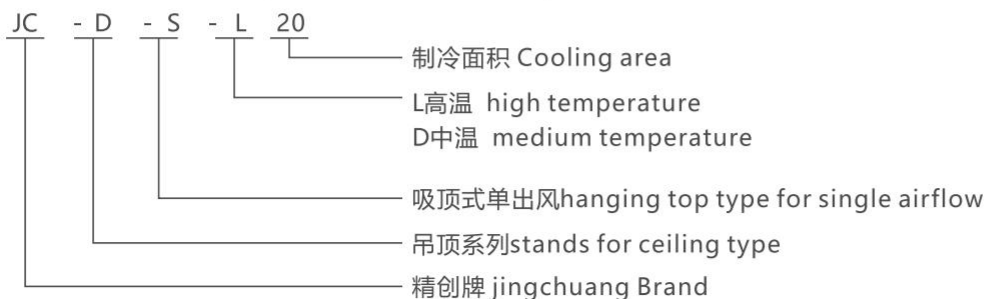 JC - D - S - L 20
制冷面积 Cooling area
L高温 high temperature
D中温 medium temperature
吸顶式单出风hanging top type for single airflow
吊顶系列stands for ceiling type
精创牌 jingchuang Brand